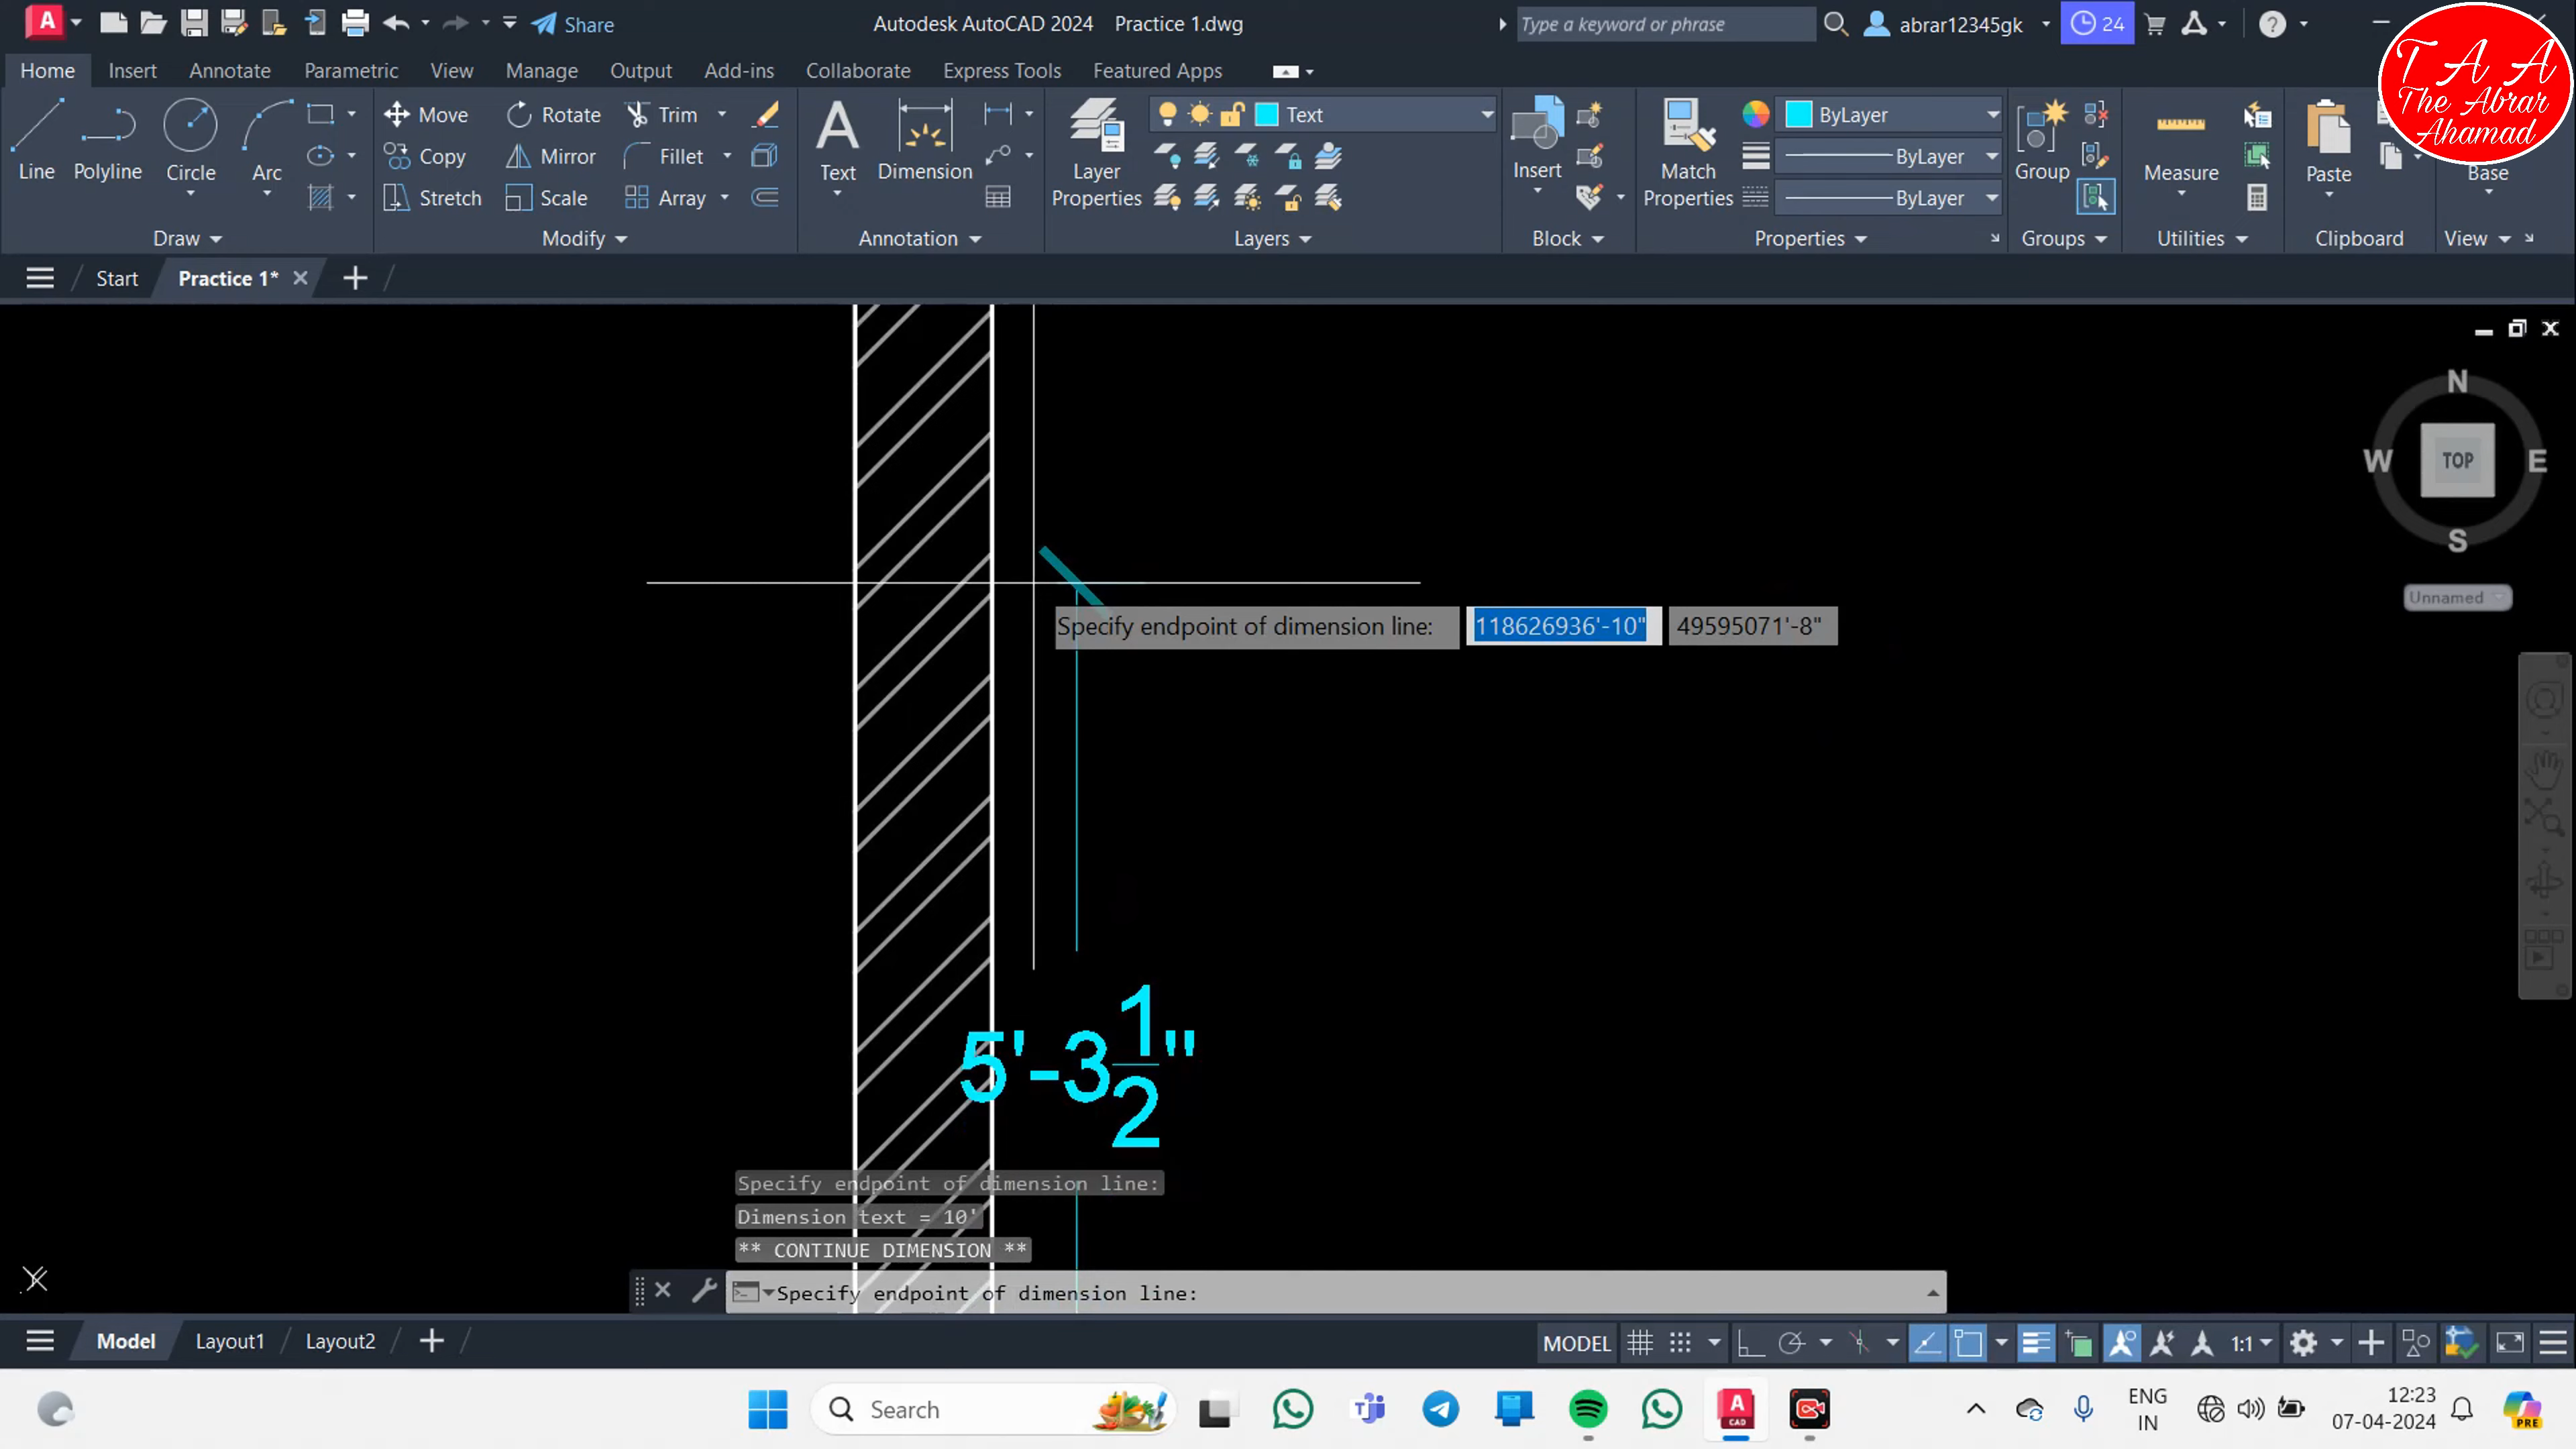 Share
Autodesk AutoCAD 2024 Practice 1.dwg
Type a keyword or phrase
abrar12345gk
24
T A A
The Abrar
Ahamad
Home Insert Annotate Parametric View Manage Output Add-ins Collaborate Express Tools Featured Apps
Line Polyline Circle Arc
Move Rotate Trim
Copy Mirror Fillet
Stretch Scale Array
Text Dimension
Layer
Properties
Text
Insert
Match
Properties
ByLayer
ByLayer
ByLayer
Group
Measure
Paste
Base
Draw Modify Annotation Layers Block Properties Groups Utilities Clipboard View
Start Practice 1*
N
W TOP E
S
Unnamed
Specify endpoint of dimension line: 118626936'-10" 49595071'-8"
5'-3 1/2"
Specify endpoint of dimension line:
Dimension text = 10'
** CONTINUE DIMENSION **
Specify endpoint of dimension line:
Model Layout1 Layout2
MODEL
1:1
Search
ENG
IN
12:23
07-04-2024
PRE
CAD